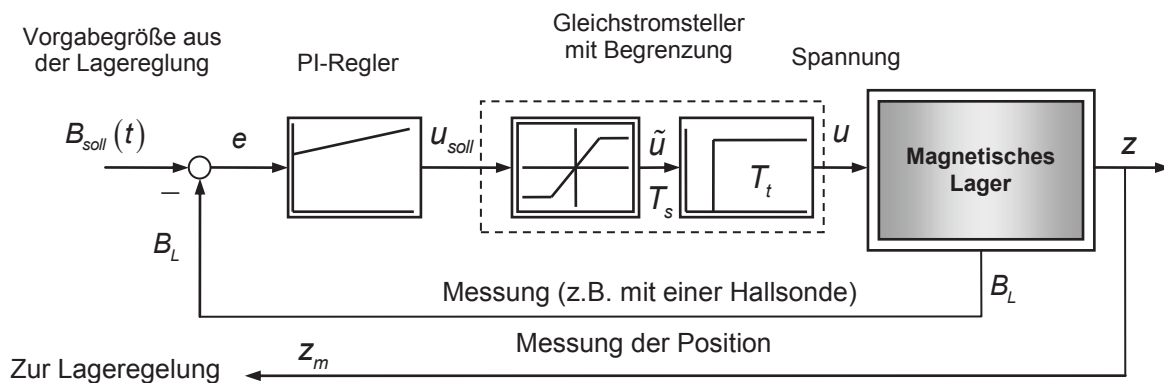 Vorgabegröße aus
der Lagereglung
PI-Regler
Gleichstromsteller
mit Begrenzung
Spannung
B_soll (t)
e
u_soll
ũ
T_s
T_t
u
Magnetisches
Lager
z
−
B_L
Messung (z.B. mit einer Hallsonde)
B_L
Messung der Position
Zur Lageregelung
z_m